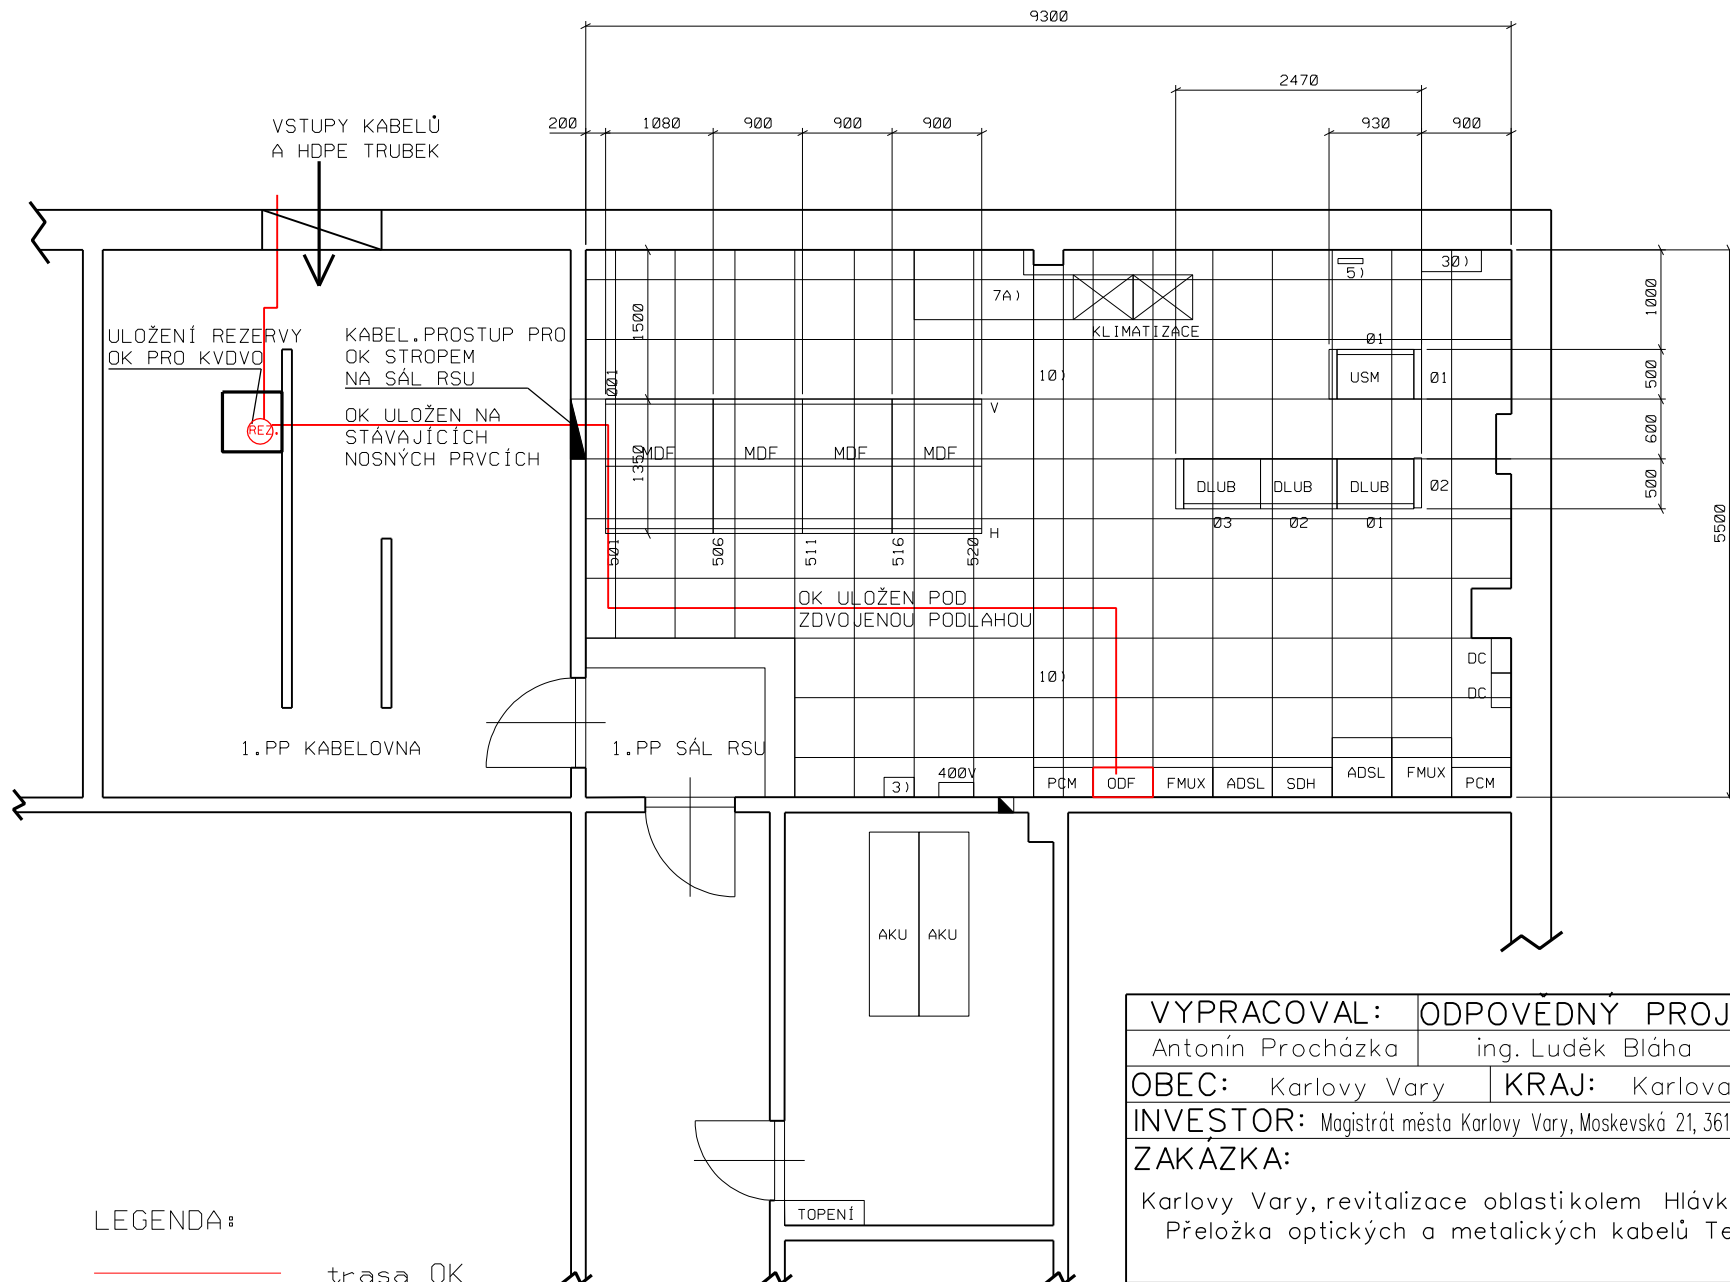 9300
2470
200
1080
900
900
900
930
900
VSTUPY KABELŮ
A HDPE TRUBEK
ULOŽENÍ REZERVY
OK PRO KVDVO
KABEL.PROSTUP PRO
OK STROPEM
NA SÁL RSU
OK ULOŽEN NA
STÁVAJÍCÍCH
NOSNÝCH PRVCÍCH
REZ.
1500
1350
001
7A)
KLIMATIZACE
5)
30)
1000
500
600
500
5500
10)
Ø1
USM
Ø1
V
MDF
MDF
MDF
MDF
DLUB
DLUB
DLUB
Ø2
Ø3
Ø2
Ø1
H
501
506
511
516
520
OK ULOŽEN POD
ZDVOJENOU PODLAHOU
10)
DC
DC
1.PP KABELOVNA
1.PP SÁL RSU
3)
400V
PCM
ODF
FMUX
ADSL
SDH
ADSL
FMUX
PCM
AKU
AKU
TOPENÍ
LEGENDA:
trasa OK
VYPRACOVAL:
ODPOVĚDNÝ PROJ
Antonín Procházka
ing. Luděk Bláha
OBEC: Karlovy Vary
KRAJ: Karlova
INVESTOR: Magistrát města Karlovy Vary, Moskevská 21, 361
ZAKÁZKA:
Karlovy Vary, revitalizace oblasti kolem Hlávk
Přeložka optických a metalických kabelů Te